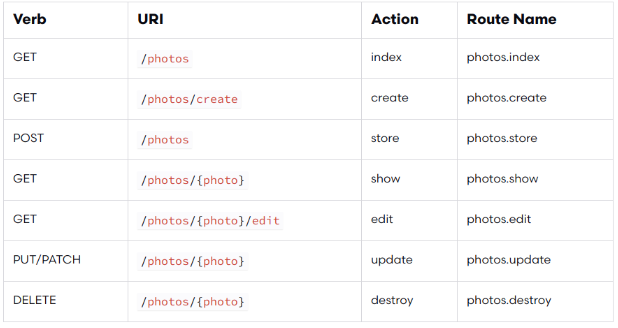 Verb URI Action Route Name
GET /photos index photos.index
GET /photos/create create photos.create
POST /photos store photos.store
GET /photos/{photo} show photos.show
GET /photos/{photo}/edit edit photos.edit
PUT/PATCH /photos/{photo} update photos.update
DELETE /photos/{photo} destroy photos.destroy